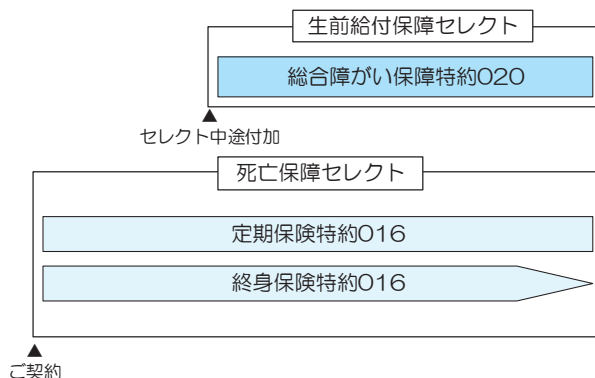 生前給付保障セレクト
総合障がい保障特約020
▲
セレクト中途付加
死亡保障セレクト
定期保険特約016
終身保険特約016
▲
ご契約